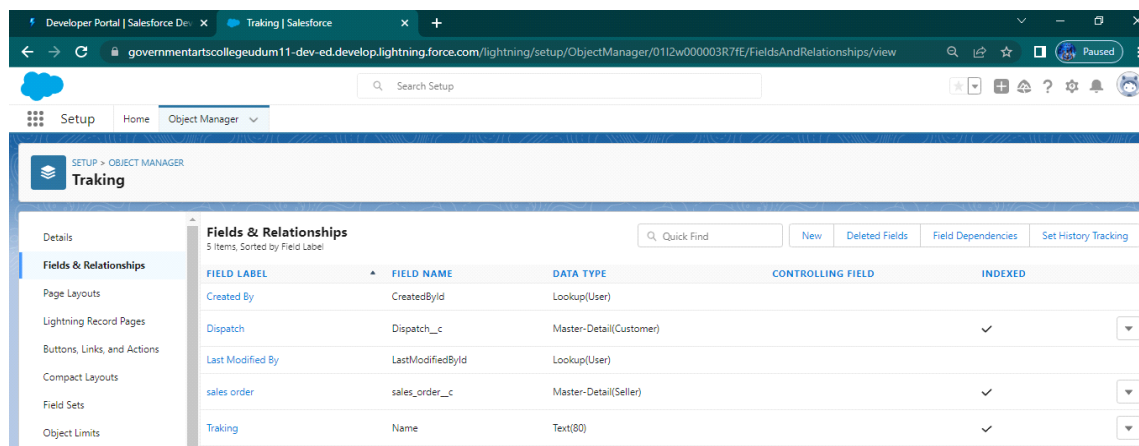 Developer Portal | Salesforce Dev
Traking | Salesforce
governmentartscollegeudum11-dev-ed.develop.lightning.force.com/lightning/setup/ObjectManager/01I2w000003R7fE/FieldsAndRelationships/view
Paused
Search Setup
Setup Home Object Manager
SETUP > OBJECT MANAGER
Traking
Details
Fields & Relationships
Page Layouts
Lightning Record Pages
Buttons, Links, and Actions
Compact Layouts
Field Sets
Object Limits
Fields & Relationships
5 Items, Sorted by Field Label
Quick Find New Deleted Fields Field Dependencies Set History Tracking
FIELD LABEL FIELD NAME DATA TYPE CONTROLLING FIELD INDEXED
Created By CreatedById Lookup(User)
Dispatch Dispatch__c Master-Detail(Customer)
Last Modified By LastModifiedById Lookup(User)
sales order sales_order__c Master-Detail(Seller)
Traking Name Text(80)